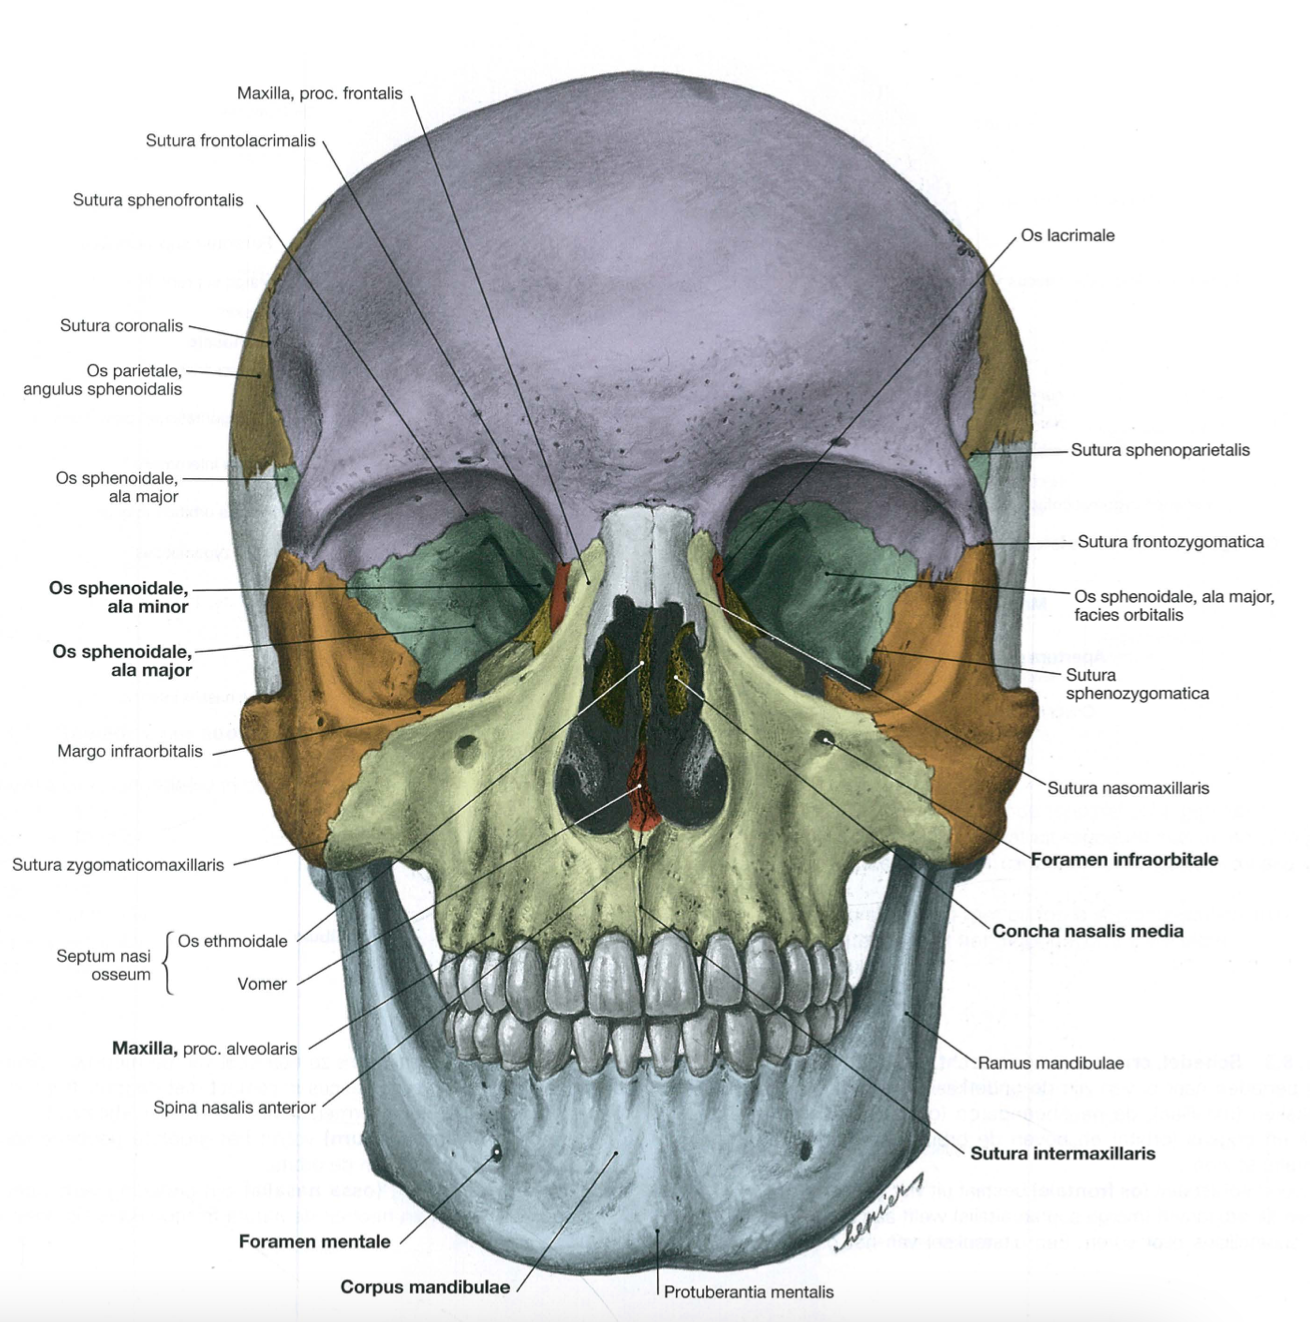 Maxilla, proc. frontalis
Sutura frontolacrimalis
Sutura sphenofrontalis
Os lacrimale
Sutura coronalis
Os parietale,
angulus sphenoidalis
Sutura sphenoparietalis
Os sphenoidale,
ala major
Sutura frontozygomatica
Os sphenoidale,
ala minor
Os sphenoidale, ala major,
facies orbitalis
Os sphenoidale,
ala major
Sutura
sphenozygomatica
Margo infraorbitalis
Sutura nasomaxillaris
Sutura zygomaticomaxillaris
Foramen infraorbitale
Concha nasalis media
Septum nasi
osseum
Os ethmoidale
Vomer
Maxilla, proc. alveolaris
Ramus mandibulae
Spina nasalis anterior
Sutura intermaxillaris
Foramen mentale
Corpus mandibulae
Protuberantia mentalis